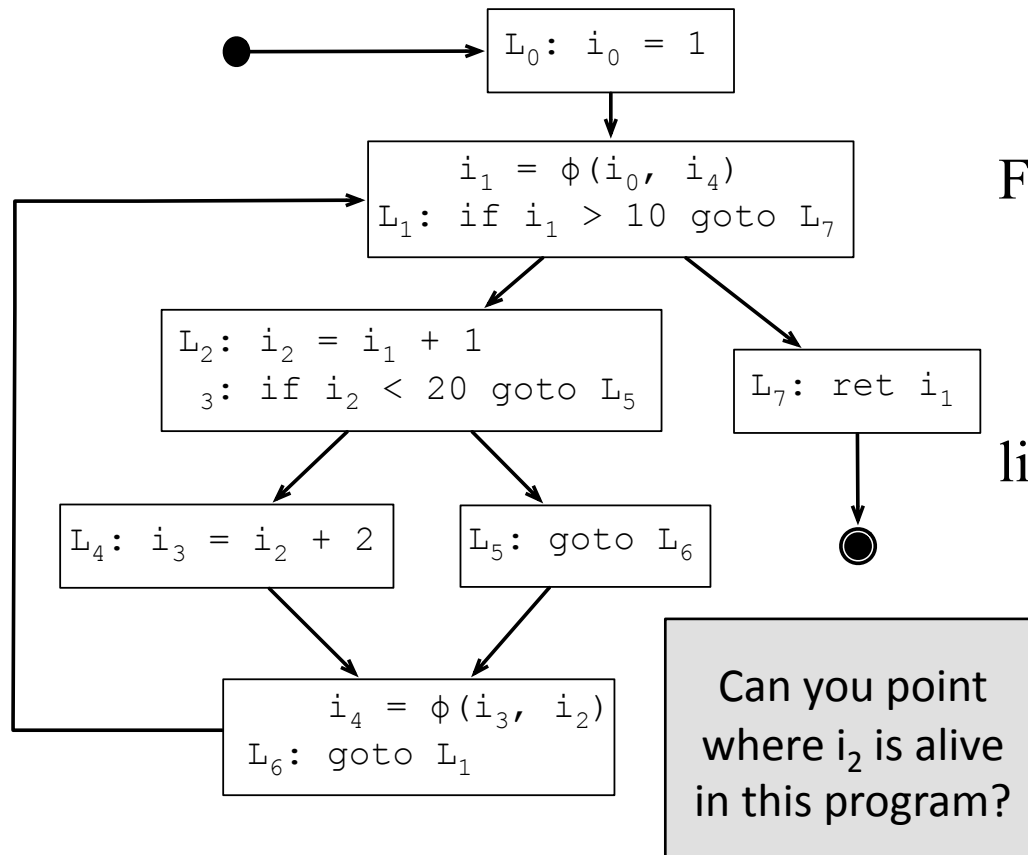 L₀: i₀ = 1
i₁ = ϕ(i₀, i₄)
L₁: if i₁ > 10 goto L₇
F
L₂: i₂ = i₁ + 1
₃: if i₂ < 20 goto L₅
L₇: ret i₁
li
L₄: i₃ = i₂ + 2
L₅: goto L₆
i₄ = ϕ(i₃, i₂)
L₆: goto L₁
Can you point
where i₂ is alive
in this program?